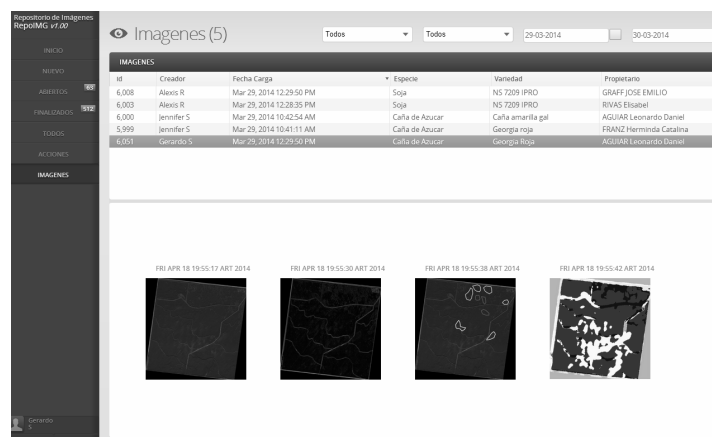 Repositorio de Imágenes
RepoIMG v1.00
INICIO
NUEVO
ABIERTOS 63
FINALIZADOS 512
TODOS
ACCIONES
IMAGENES
Gerardo
S
Imagenes (5)
Todos Todos 29-03-2014 30-03-2014
IMAGENES
id Creador Fecha Carga Especie Variedad Propietario
6,008 Alexis R Mar 29, 2014 12:29:50 PM Soja NS 7209 IPRO GRAFF JOSE EMILIO
6,003 Alexis R Mar 29, 2014 12:28:35 PM Soja NS 7209 IPRO RIVAS Elisabel
6,000 Jennifer S Mar 29, 2014 10:42:54 AM Caña de Azucar Caña amarilla gal AGUIAR Leonardo Daniel
5,999 Jennifer S Mar 29, 2014 10:41:11 AM Caña de Azucar Georgia roja FRANZ Herminda Catalina
6,051 Gerardo S Mar 29, 2014 12:29:50 PM Caña de Azucar Georgia Roja AGUIAR Leonardo Daniel
FRI APR 18 19:55:17 ART 2014 FRI APR 18 19:55:30 ART 2014 FRI APR 18 19:55:38 ART 2014 FRI APR 18 19:55:42 ART 2014